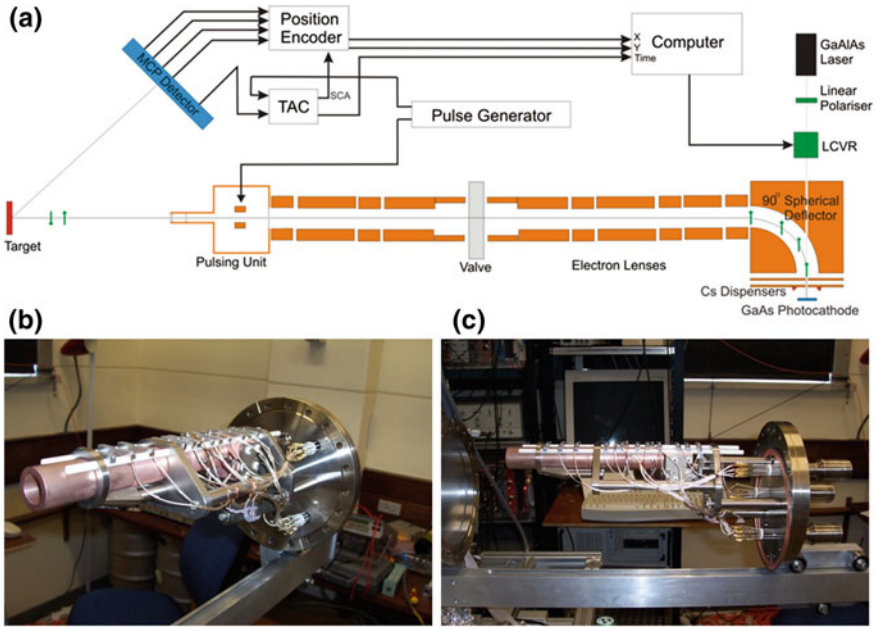 (a)
Position
Encoder
X
Y
Time
Computer
GaAlAs
Laser
MCP Detector
Linear
Polariser
TAC
SCA
Pulse Generator
LCVR
90° Spherical
Deflector
Target
Pulsing Unit
Valve
Electron Lenses
Cs Dispensers
GaAs Photocathode
(b)
(c)